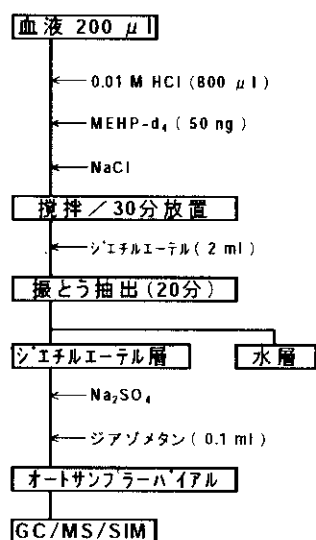 血液 200 μl
0.01 M HCl (800 μl)
MEHP-d₄ ( 50 ng)
NaCl
撹拌／30分放置
ジエチルエーテル( 2 ml)
振とう抽出(20分)
ジエチルエーテル層
水層
Na₂SO₄
ジアゾメタン(0.1 ml)
オートサンプラーバイアル
GC/MS/SIM